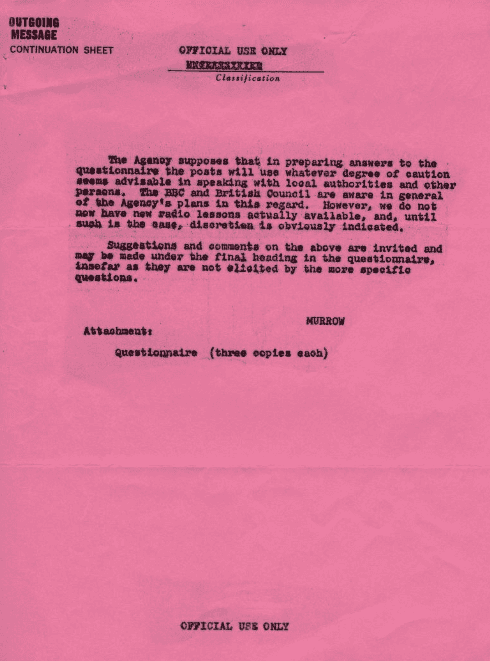 OUTGOING
MESSAGE
CONTINUATION SHEET
OFFICIAL USE ONLY
UNCLASSIFIED
Classification
The Agency supposes that in preparing answers to the
questionnaire the posts will use whatever degree of caution
seems advisable in speaking with local authorities and other
persons. The BBC and British Council are aware in general
of the Agency's plans in this regard. However, we do not
now have new radio lessons actually available, and, until
such is the case, discretion is obviously indicated.
Suggestions and comments on the above are invited and
may be made under the final heading in the questionnaire,
insofar as they are not elicited by the more specific
questions.
MURROW
Attachment:
Questionnaire (three copies each)
OFFICIAL USE ONLY